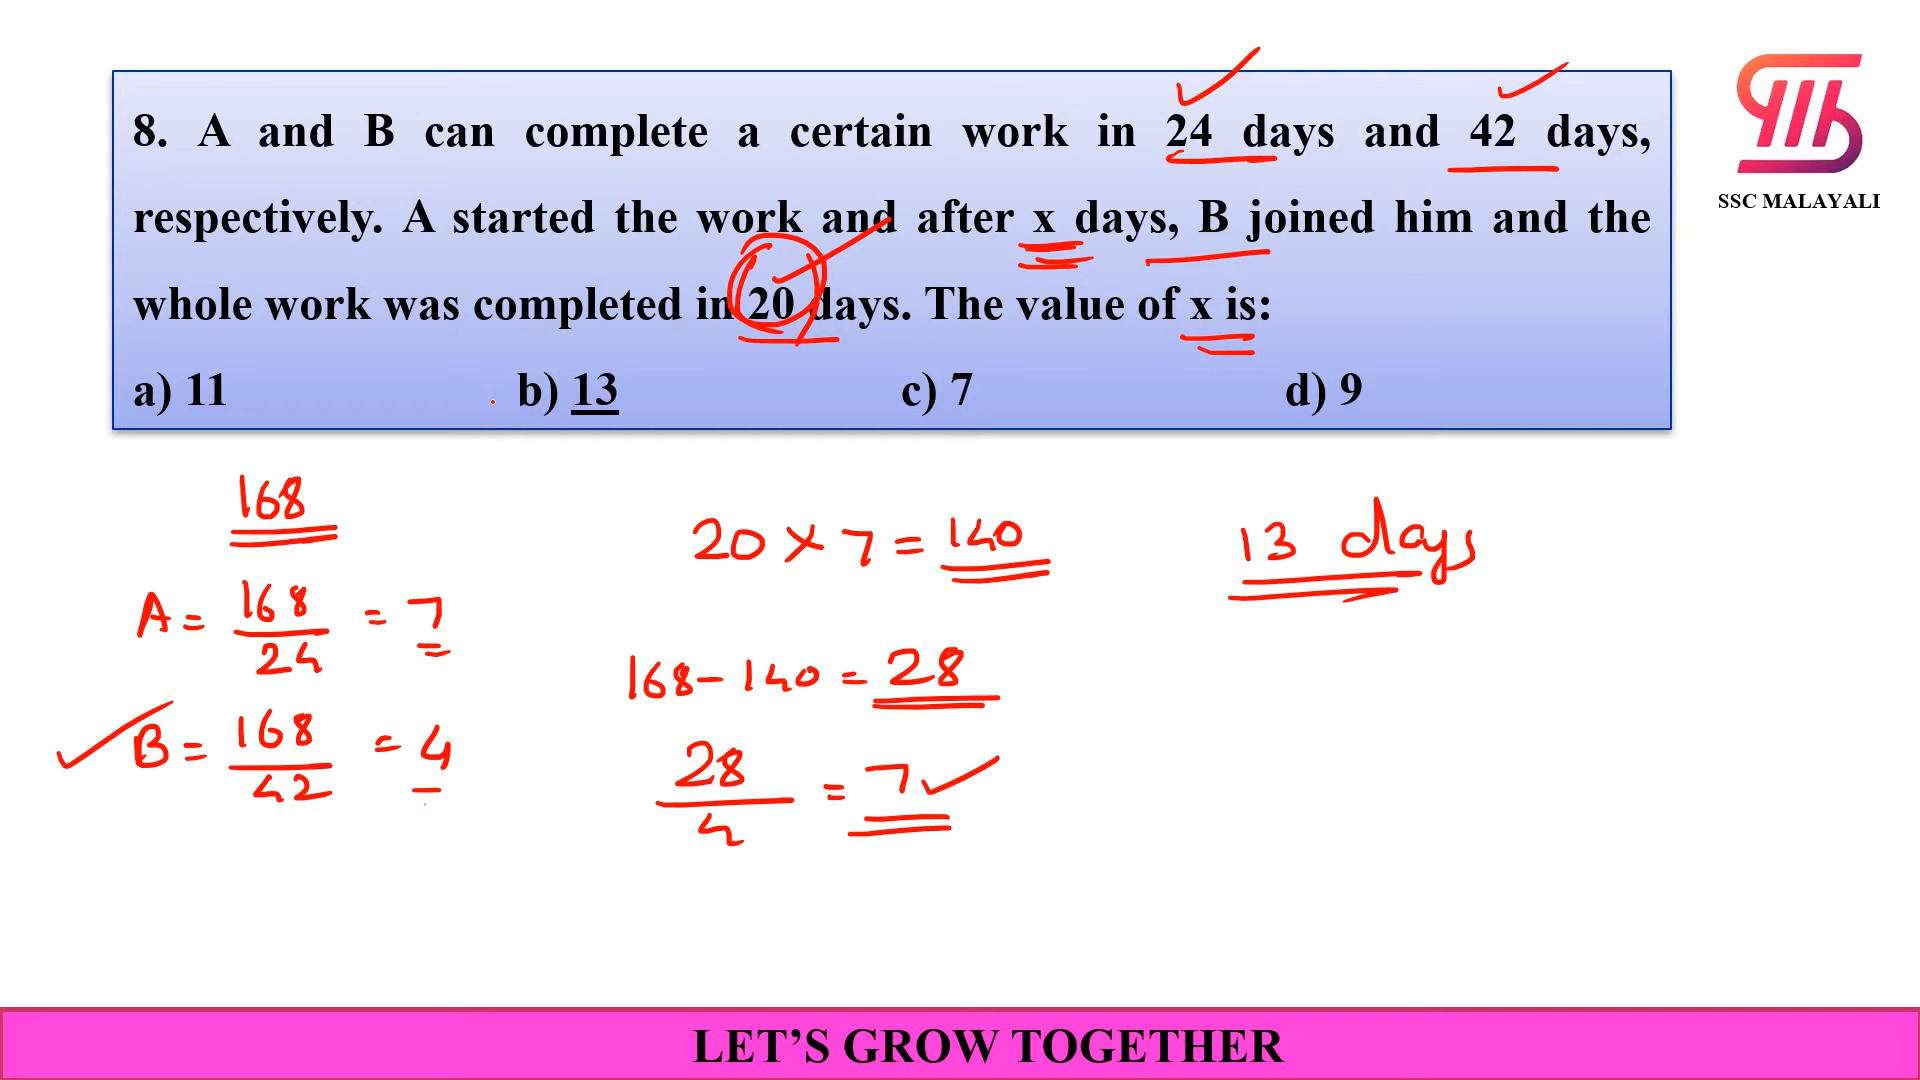 8. A and B can complete a certain work in 24 days and 42 days,
respectively. A started the work and after x days, B joined him and the
whole work was completed in 20 days. The value of x is:
a) 11 b) 13 c) 7 d) 9
SSC MALAYALI
168
A = 168/24 = 7
B = 168/42 = 4
20 × 7 = 140
168 - 140 = 28
28/4 = 7
13 days
LET’S GROW TOGETHER